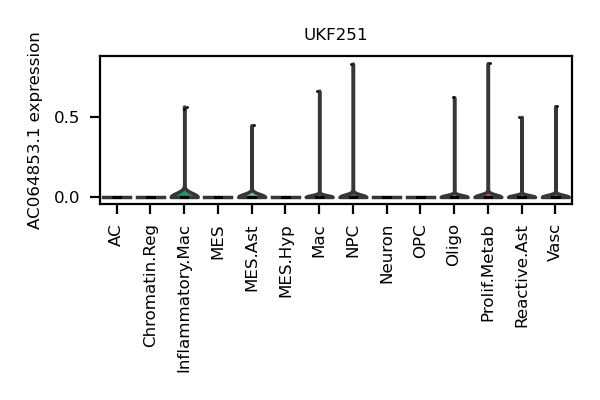 UKF251
AC064853.1 expression
0.5
0.0
AC
Chromatin.Reg
Inflammatory.Mac
MES
MES.Ast
MES.Hyp
Mac
NPC
Neuron
OPC
Oligo
Prolif.Metab
Reactive.Ast
Vasc